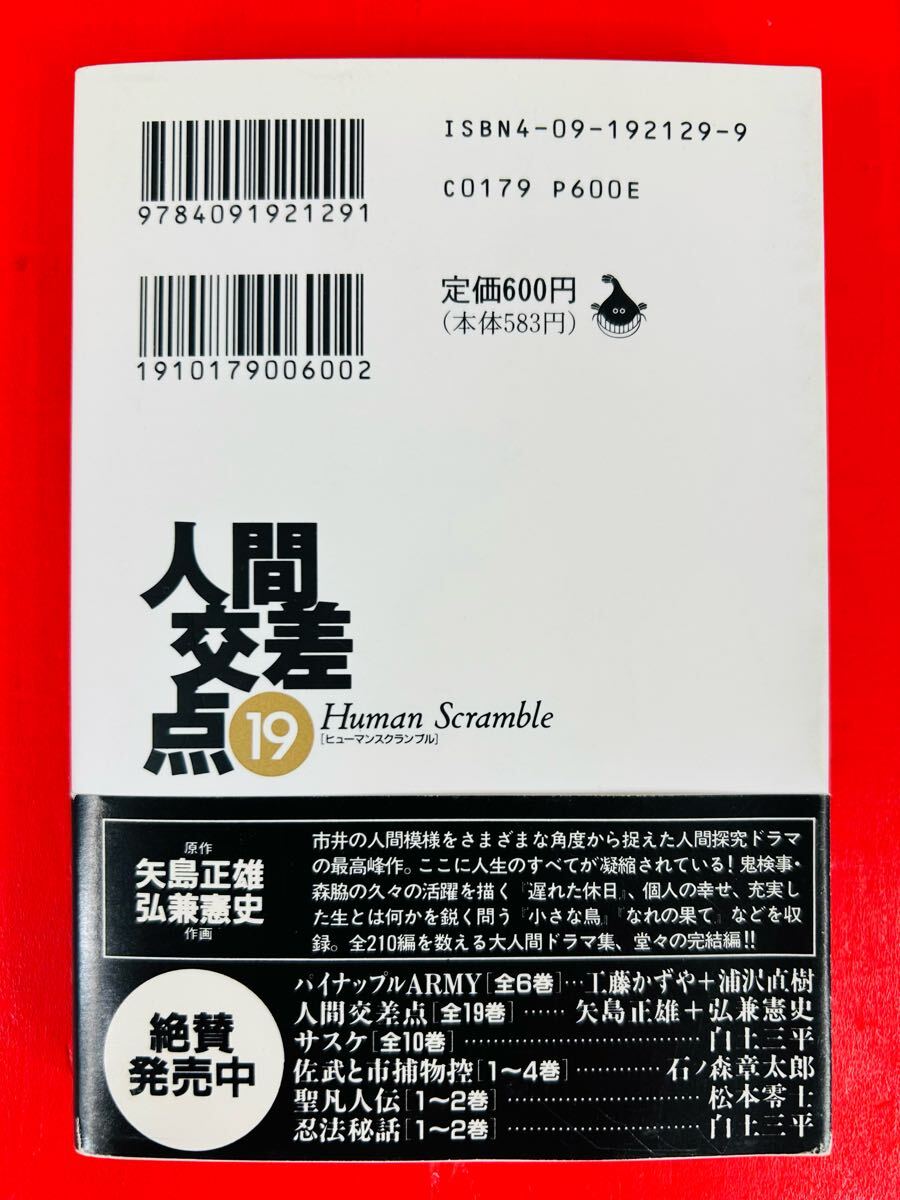 ISBN4-09-192129-9
9784091921291
C0179 P600E
定価600円
(本体583円)
1910179006002
人間
交差
点
19
Human Scramble
[ヒューマンスクランブル]
原作
矢島正雄
弘兼憲史
作画
市井の人間模様をさまざまな角度から捉えた人間探究ドラマ
の最高峰作。ここに人生のすべてが凝縮されている!鬼検事・
森脇の久々の活躍を描く『遅れた休日』、個人の幸せ、充実し
た生とは何かを鋭く問う『小さな鳥』『なれの果て』などを収
録。全210編を数える大人間ドラマ集、堂々の完結編!!
絶賛
発売中
パイナップルARMY[全6巻]…工藤かずや+浦沢直樹
人間交差点[全19巻]……矢島正雄+弘兼憲史
サスケ[全10巻]……………………白土三平
佐武と市捕物控[1〜4巻]…………石ノ森章太郎
聖凡人伝[1〜2巻]……………………松本零士
忍法秘話[1〜2巻]……………………白土三平